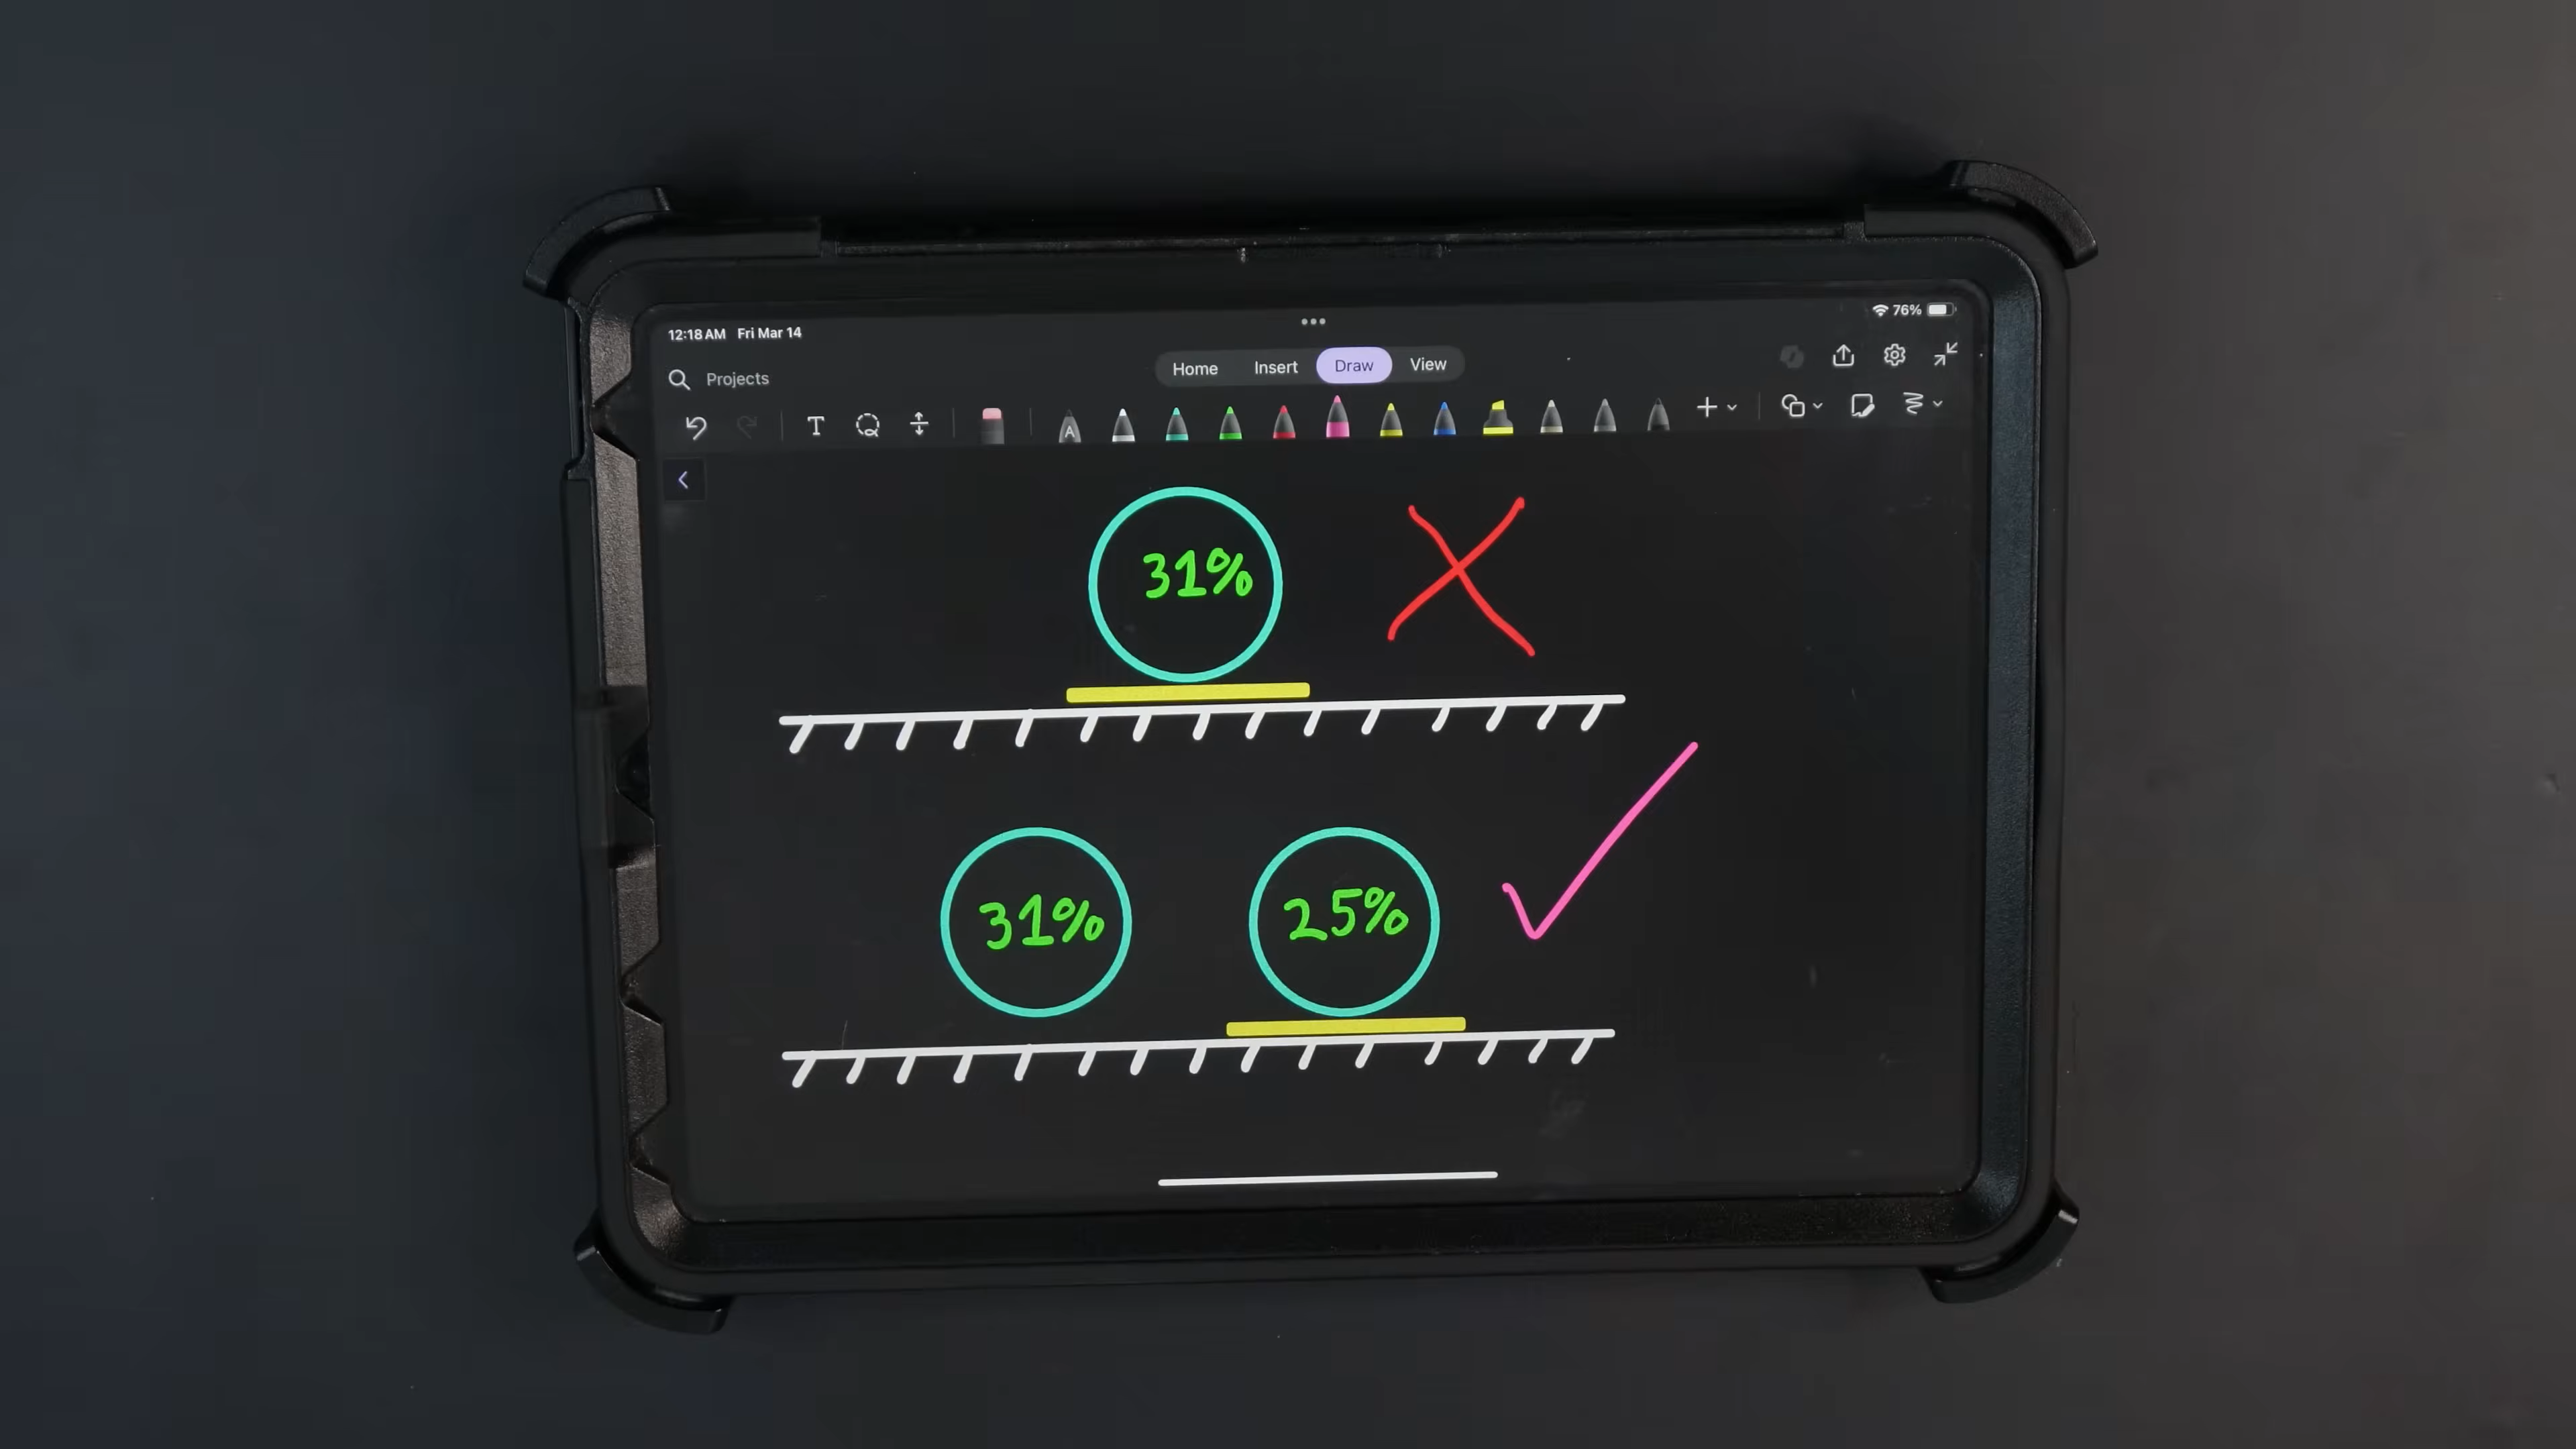 12:18 AM Fri Mar 14
76%
Home Insert Draw View
Projects
T
A
31%
31% 25%